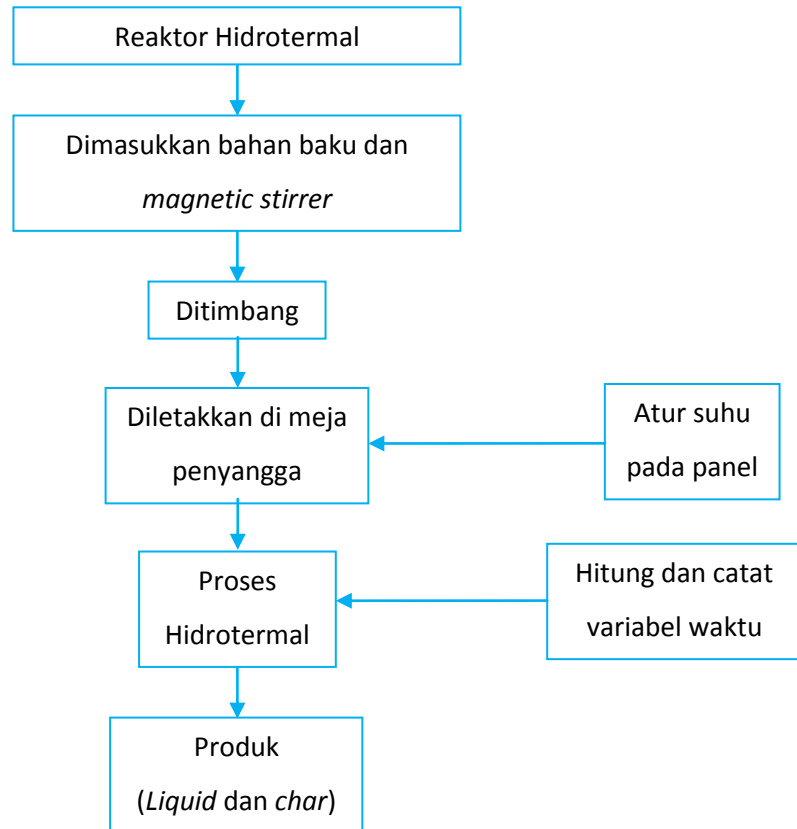 Reaktor Hidrotermal
Dimasukkan bahan baku dan
magnetic stirrer
Ditimbang
Diletakkan di meja
penyangga
Atur suhu
pada panel
Proses
Hidrotermal
Hitung dan catat
variabel waktu
Produk
(Liquid dan char)